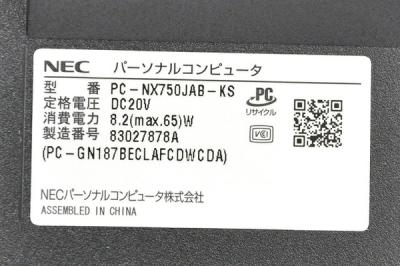 NEC パーソナルコンピュータ
型 番 PC-NX750JAB-KS
定格電圧 DC20V
消費電力 8.2(max.65)W
製造番号 83027878A
(PC-GN187BECLAFCDWCDA)
PC
リサイクル
VCCI
NECパーソナルコンピュータ株式会社
ASSEMBLED IN CHINA